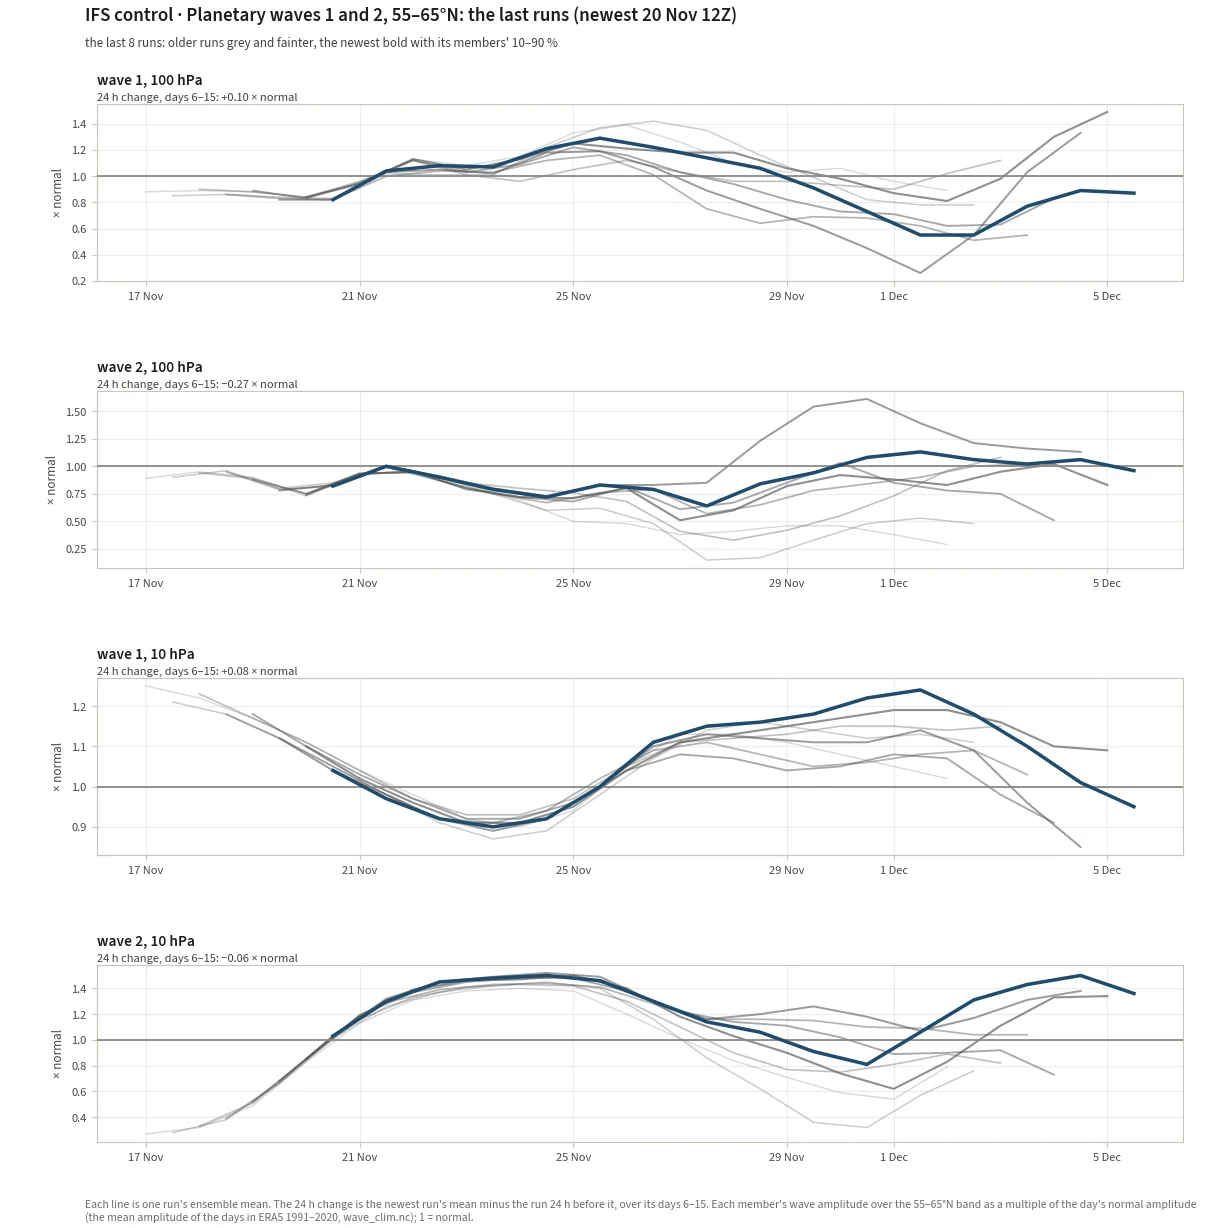 IFS control · Planetary waves 1 and 2, 55–65°N: the last runs (newest 20 Nov 12Z)
the last 8 runs: older runs grey and fainter, the newest bold with its members' 10–90 %
wave 1, 100 hPa
24 h change, days 6–15: +0.10 × normal
× normal
1.4
1.2
1.0
0.8
0.6
0.4
0.2
17 Nov 21 Nov 25 Nov 29 Nov 1 Dec 5 Dec
wave 2, 100 hPa
24 h change, days 6–15: −0.27 × normal
× normal
1.50
1.25
1.00
0.75
0.50
0.25
17 Nov 21 Nov 25 Nov 29 Nov 1 Dec 5 Dec
wave 1, 10 hPa
24 h change, days 6–15: +0.08 × normal
× normal
1.2
1.1
1.0
0.9
17 Nov 21 Nov 25 Nov 29 Nov 1 Dec 5 Dec
wave 2, 10 hPa
24 h change, days 6–15: −0.06 × normal
× normal
1.4
1.2
1.0
0.8
0.6
0.4
17 Nov 21 Nov 25 Nov 29 Nov 1 Dec 5 Dec
Each line is one run's ensemble mean. The 24 h change is the newest run's mean minus the run 24 h before it, over its days 6–15. Each member's wave amplitude over the 55–65°N band as a multiple of the day's normal amplitude
(the mean amplitude of the days in ERA5 1991–2020, wave_clim.nc); 1 = normal.